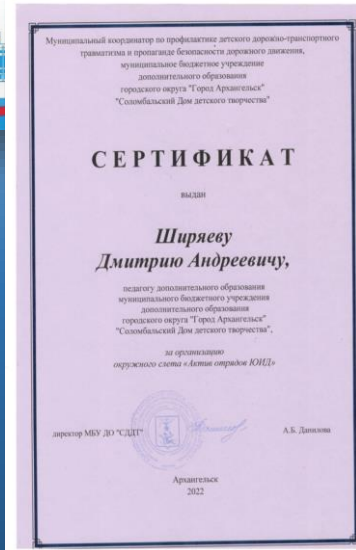 Муниципальный координатор по профилактике детского дорожно-транспортного
травматизма и пропаганде безопасности дорожного движения,
муниципальное бюджетное учреждение
дополнительного образования
городского округа "Город Архангельск"
"Соломбальский Дом детского творчества"
СЕРТИФИКАТ
выдан
Ширяеву
Дмитрию Андреевичу,
педагогу дополнительного образования
муниципального бюджетного учреждения
дополнительного образования
городского округа "Город Архангельск"
"Соломбальский Дом детского творчества",
за организацию
окружного слета «Актив отрядов ЮИД»
директор МБУ ДО "СДДТ" А.Б. Данилова
Архангельск
2022